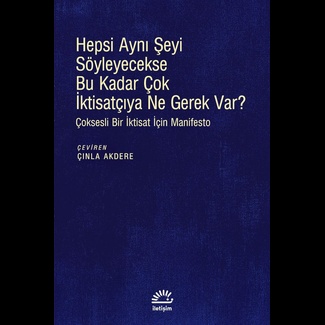 Hepsi Aynı Şeyi
Söyleyecekse
Bu Kadar Çok
İktisatçıya Ne Gerek Var?
Çoksesli Bir İktisat İçin Manifesto
ÇEVİREN
ÇINLA AKDERE
iletişim